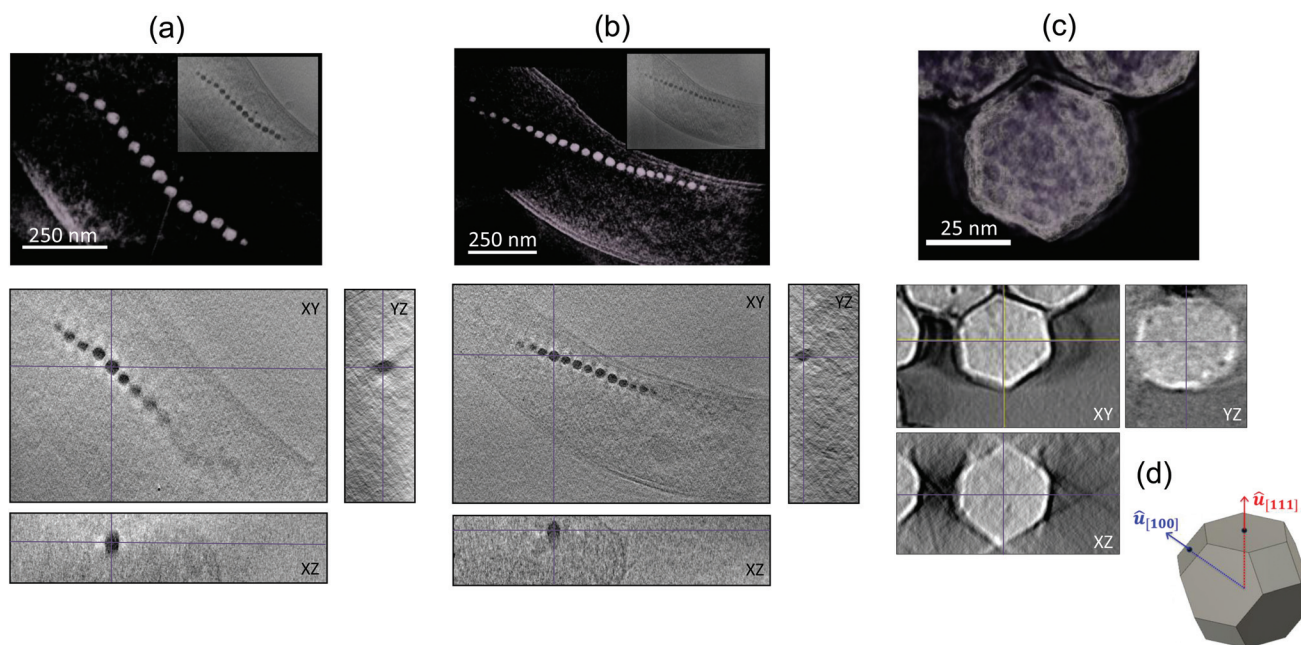 (a)
(b)
(c)
250 nm
250 nm
25 nm
XY
YZ
XY
YZ
XY
YZ
XZ
XZ
XZ
(d)
û[100]
û[111]